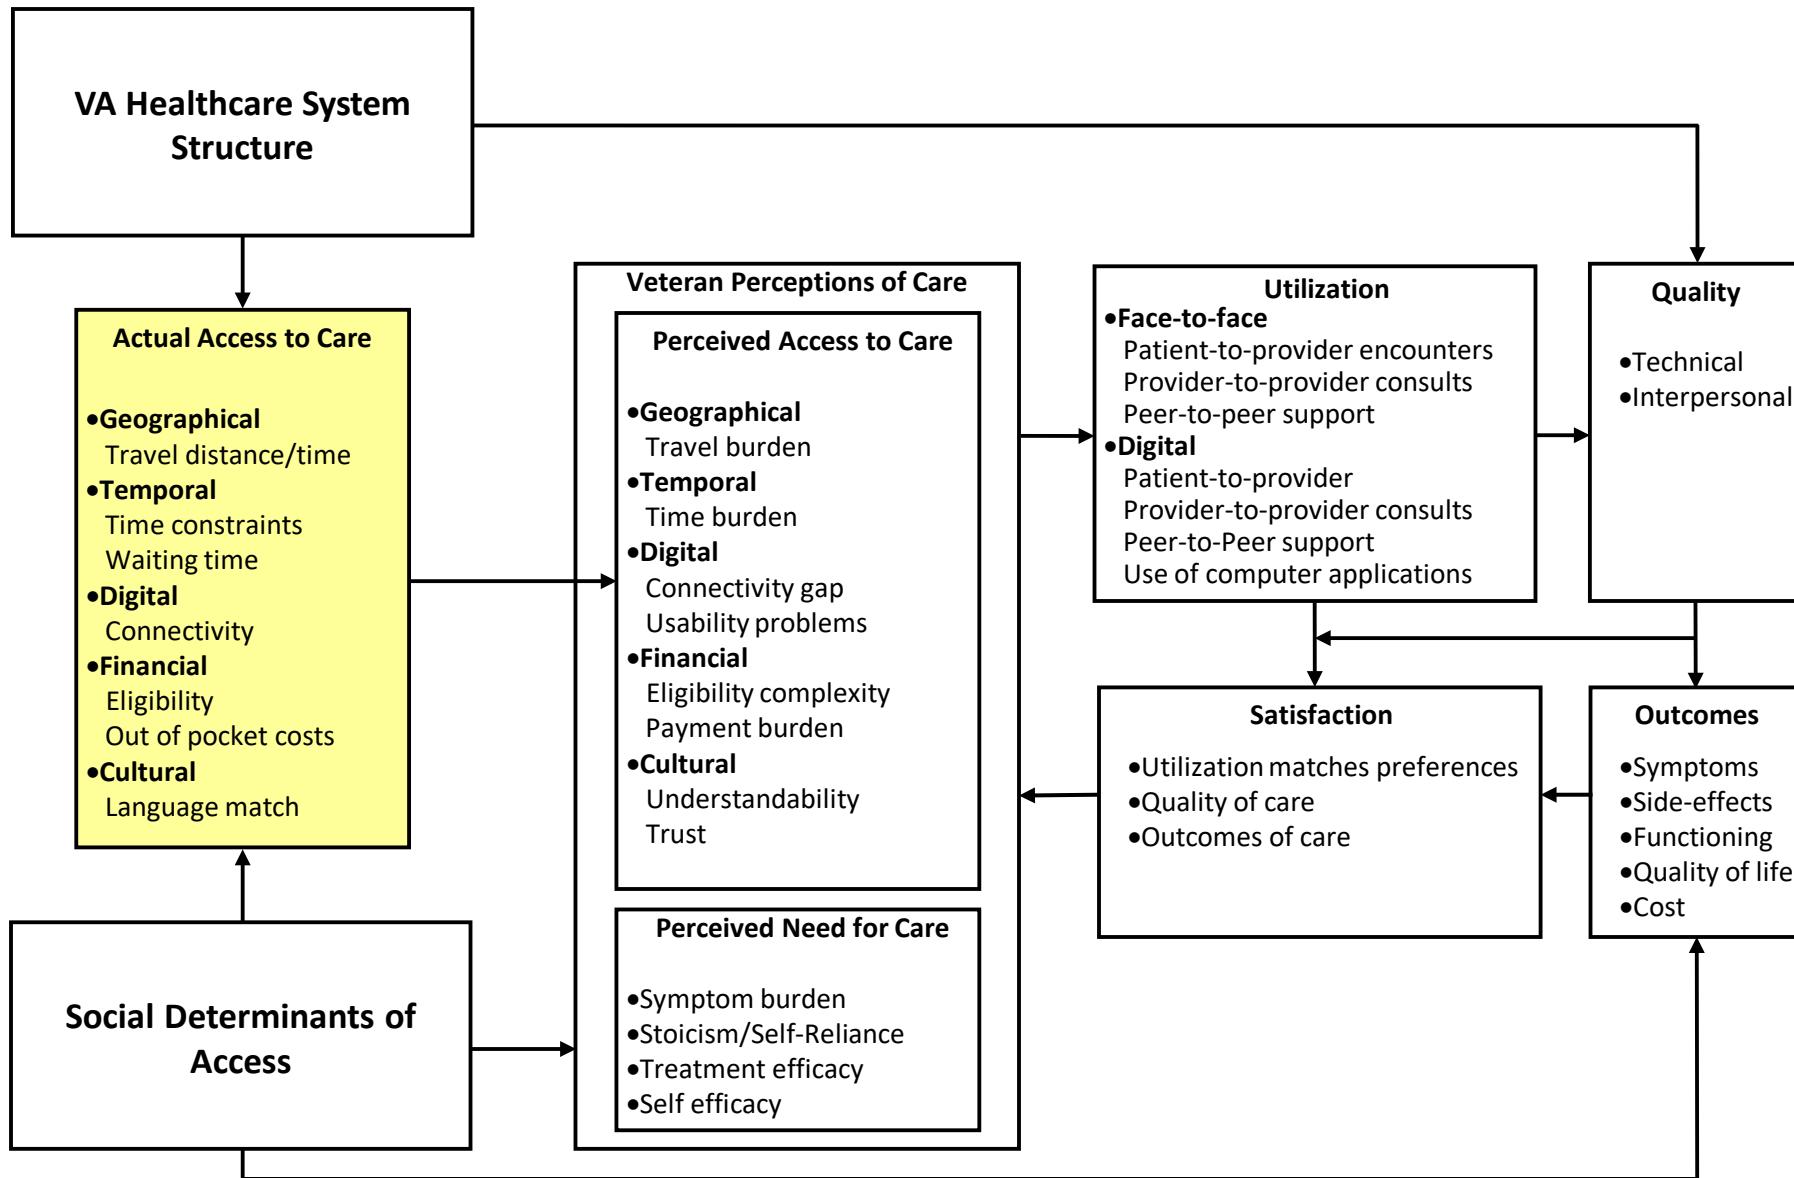 VA Healthcare System
Structure
Actual Access to Care
•Geographical
Travel distance/time
•Temporal
Time constraints
Waiting time
•Digital
Connectivity
•Financial
Eligibility
Out of pocket costs
•Cultural
Language match
Social Determinants of
Access
Veteran Perceptions of Care
Perceived Access to Care
•Geographical
Travel burden
•Temporal
Time burden
•Digital
Connectivity gap
Usability problems
•Financial
Eligibility complexity
Payment burden
•Cultural
Understandability
Trust
Perceived Need for Care
•Symptom burden
•Stoicism/Self-Reliance
•Treatment efficacy
•Self efficacy
Utilization
•Face-to-face
Patient-to-provider encounters
Provider-to-provider consults
Peer-to-peer support
•Digital
Patient-to-provider
Provider-to-provider consults
Peer-to-Peer support
Use of computer applications
Quality
•Technical
•Interpersonal
Satisfaction
•Utilization matches preferences
•Quality of care
•Outcomes of care
Outcomes
•Symptoms
•Side-effects
•Functioning
•Quality of life
•Cost